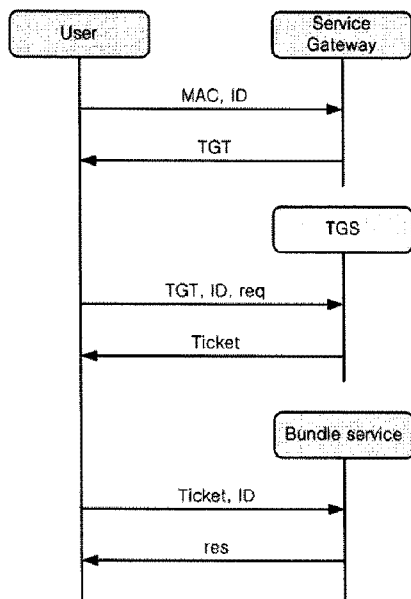 User
Service
Gateway
MAC, ID
TGT
TGS
TGT, ID, req
Ticket
Bundle service
Ticket, ID
res